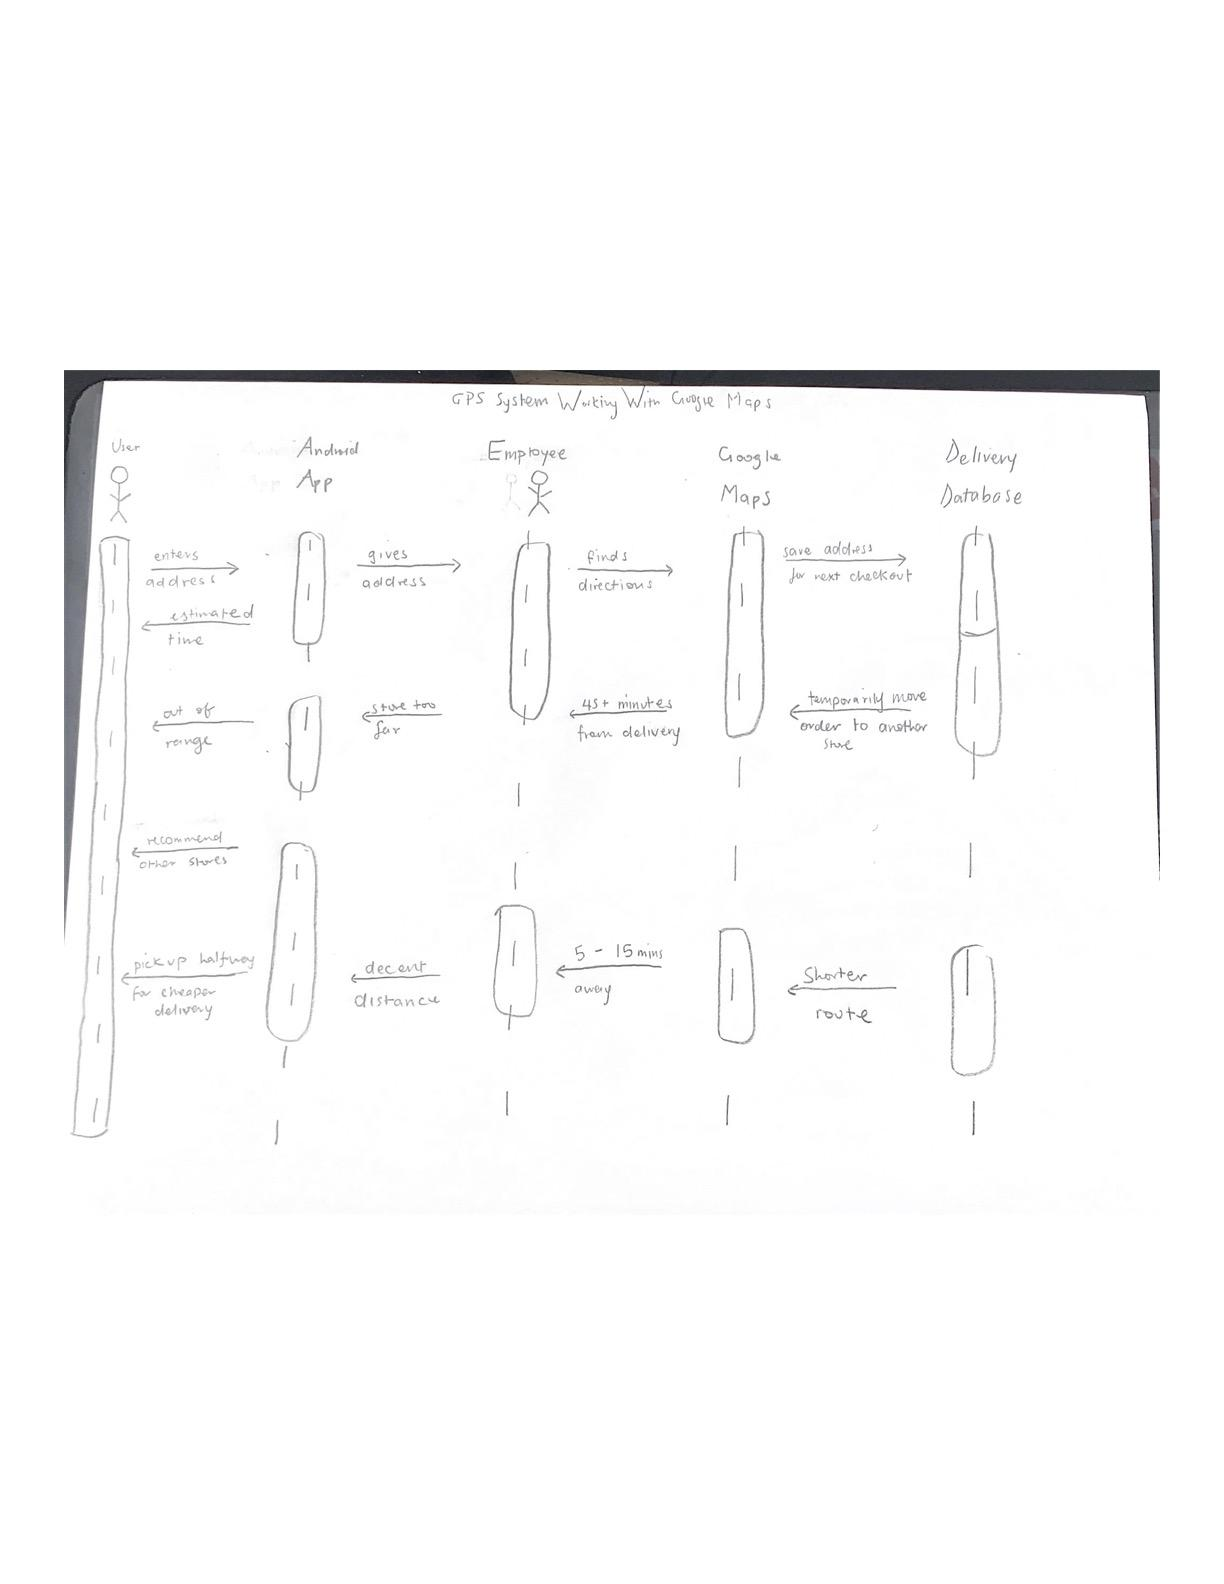 GPS System Working With Google Maps
User
Android
App
Employee
Google
Maps
Delivery
Database
enters
address
gives
address
finds
directions
save address
for next checkout
estimated
time
out of
range
store too
far
45+ minutes
from delivery
temporarily move
order to another
store
recommend
other stores
pickup halfway
for cheaper
delivery
decent
distance
5 - 15 mins
away
Shorter
route